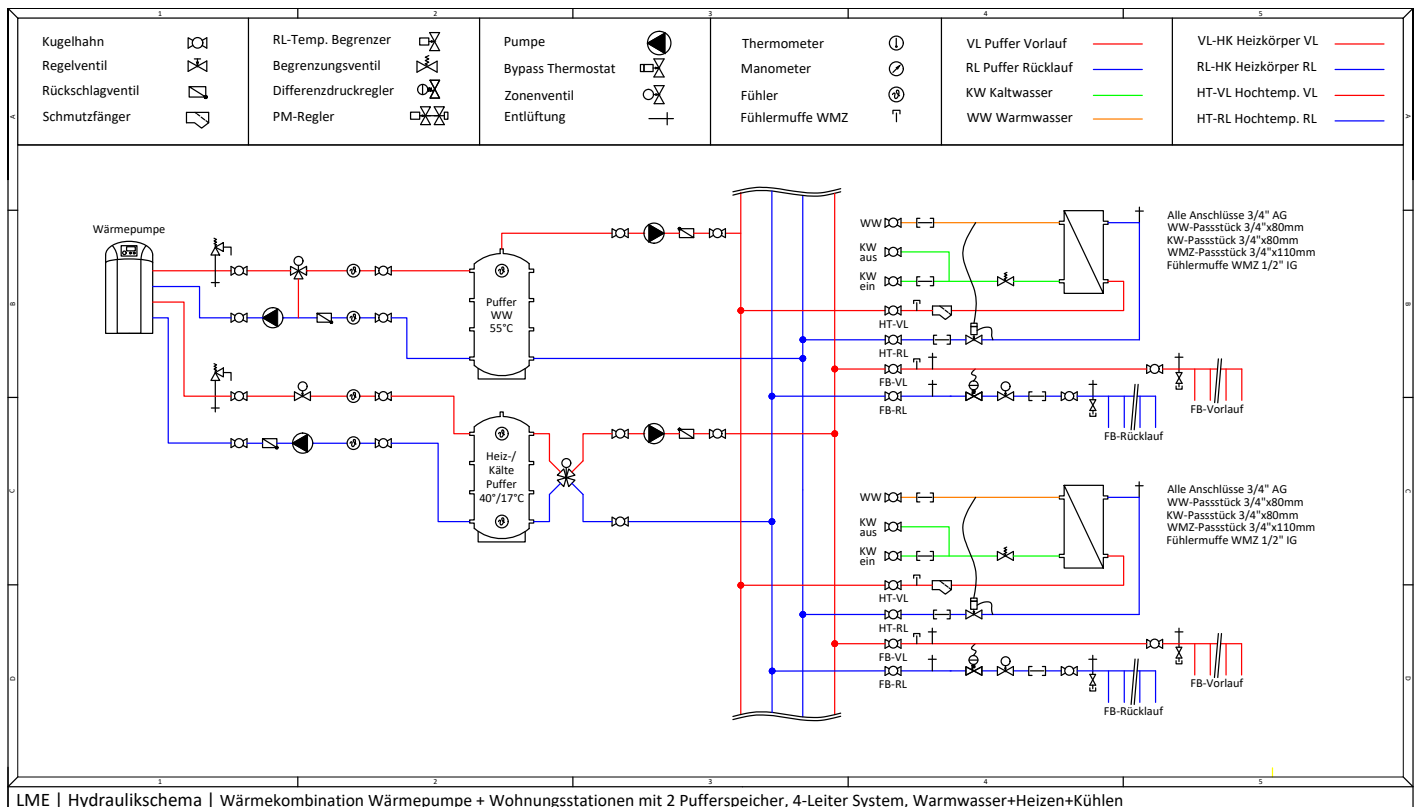 1 2 3 4 5
Kugelhahn
Regelventil
Rückschlagventil
Schmutzfänger
RL-Temp. Begrenzer
Begrenzungsventil
Differenzdruckregler
PM-Regler
Pumpe
Bypass Thermostat
Zonenventil
Entlüftung
Thermometer
Manometer
Fühler
Fühlermuffe WMZ
VL Puffer Vorlauf
RL Puffer Rücklauf
KW Kaltwasser
WW Warmwasser
VL-HK Heizkörper VL
RL-HK Heizkörper RL
HT-VL Hochtemp. VL
HT-RL Hochtemp. RL
A A
B B
C C
D D
Wärmepumpe
Puffer
WW
55°C
Heiz-/
Kälte
Puffer
40°/17°C
WW
KW
aus
KW
ein
HT-VL
HT-RL
FB-VL
FB-RL
FB-Vorlauf
FB-Rücklauf
Alle Anschlüsse 3/4" AG
WW-Passstück 3/4"x80mm
KW-Passstück 3/4"x80mm
WMZ-Passstück 3/4"x110mm
Fühlermuffe WMZ 1/2" IG
WW
KW
aus
KW
ein
HT-VL
HT-RL
FB-VL
FB-RL
FB-Vorlauf
FB-Rücklauf
Alle Anschlüsse 3/4" AG
WW-Passstück 3/4"x80mm
KW-Passstück 3/4"x80mm
WMZ-Passstück 3/4"x110mm
Fühlermuffe WMZ 1/2" IG
1 2 3 4 5
LME | Hydraulikschema | Wärmekombination Wärmepumpe + Wohnungsstationen mit 2 Pufferspeicher, 4-Leiter System, Warmwasser+Heizen+Kühlen